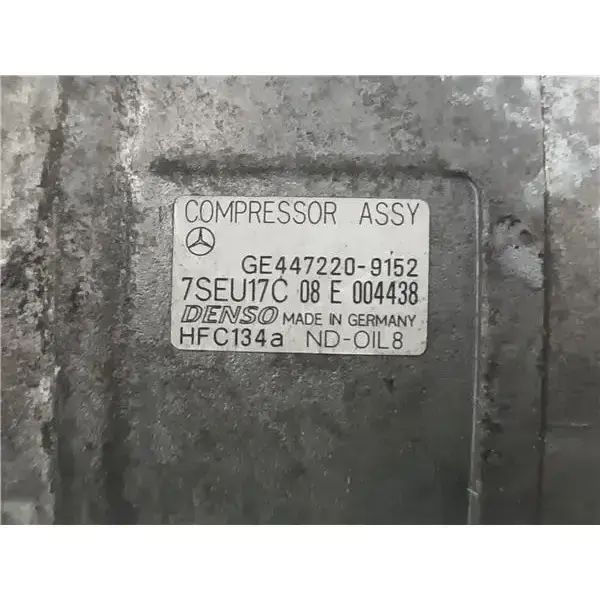 COMPRESSOR ASSY
GE447220-9152
7SEU17C 08 E 004438
DENSO MADE IN GERMANY
HFC134a ND-OIL8